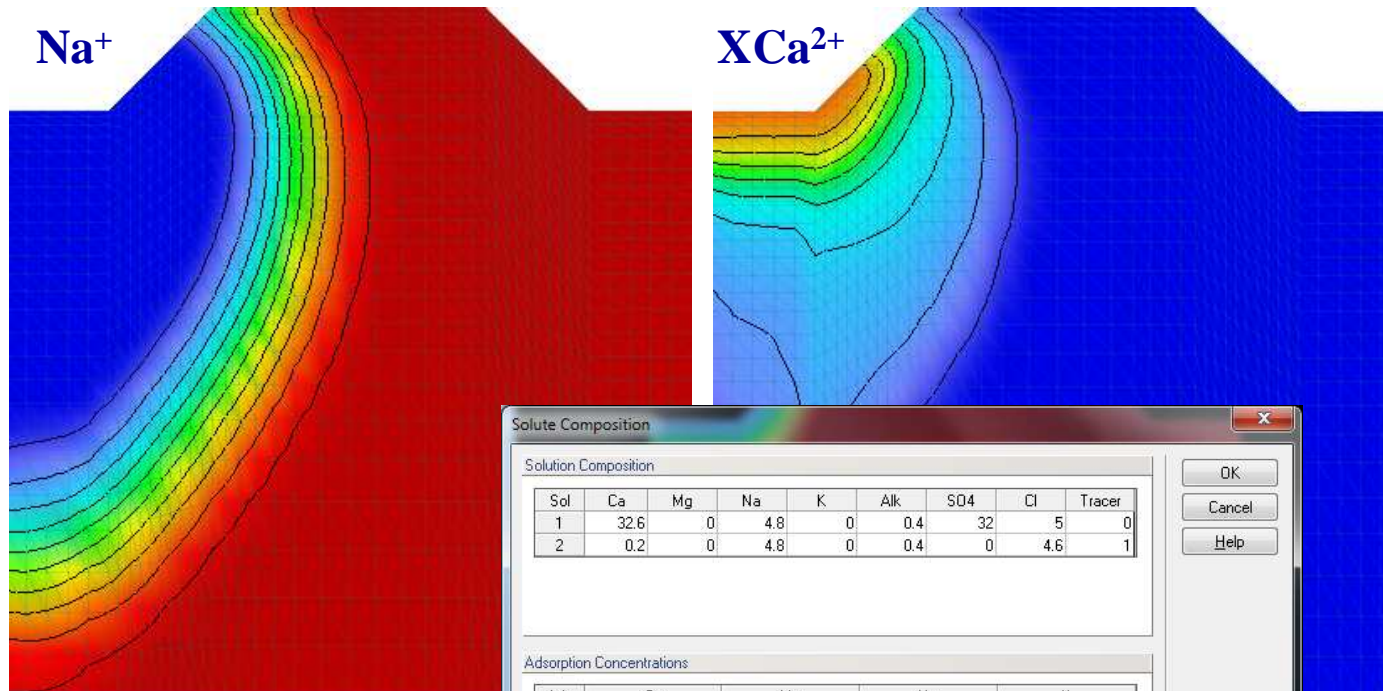 Na⁺
XCa²⁺
Solute Composition
Solution Composition
Sol Ca Mg Na K Alk SO4 Cl Tracer
1 32.6 0 4.8 0 0.4 32 5 0
2 0.2 0 4.8 0 0.4 0 4.6 1
OK
Cancel
Help
Adsorption Concentrations